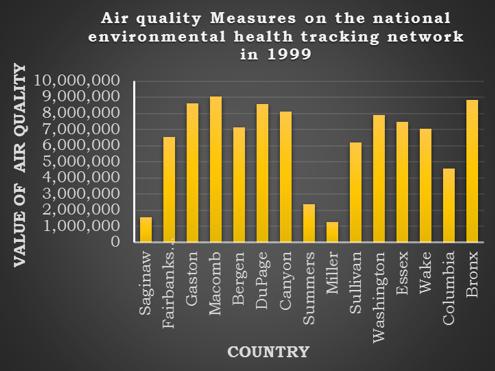 Air quality Measures on the national
environmental health tracking network
in 1999
VALUE OF AIR QUALITY
10,000,000
9,000,000
8,000,000
7,000,000
6,000,000
5,000,000
4,000,000
3,000,000
2,000,000
1,000,000
0
Saginaw
Fairbanks...
Gaston
Macomb
Bergen
DuPage
Canyon
Summers
Miller
Sullivan
Washington
Essex
Wake
Columbia
Bronx
COUNTRY